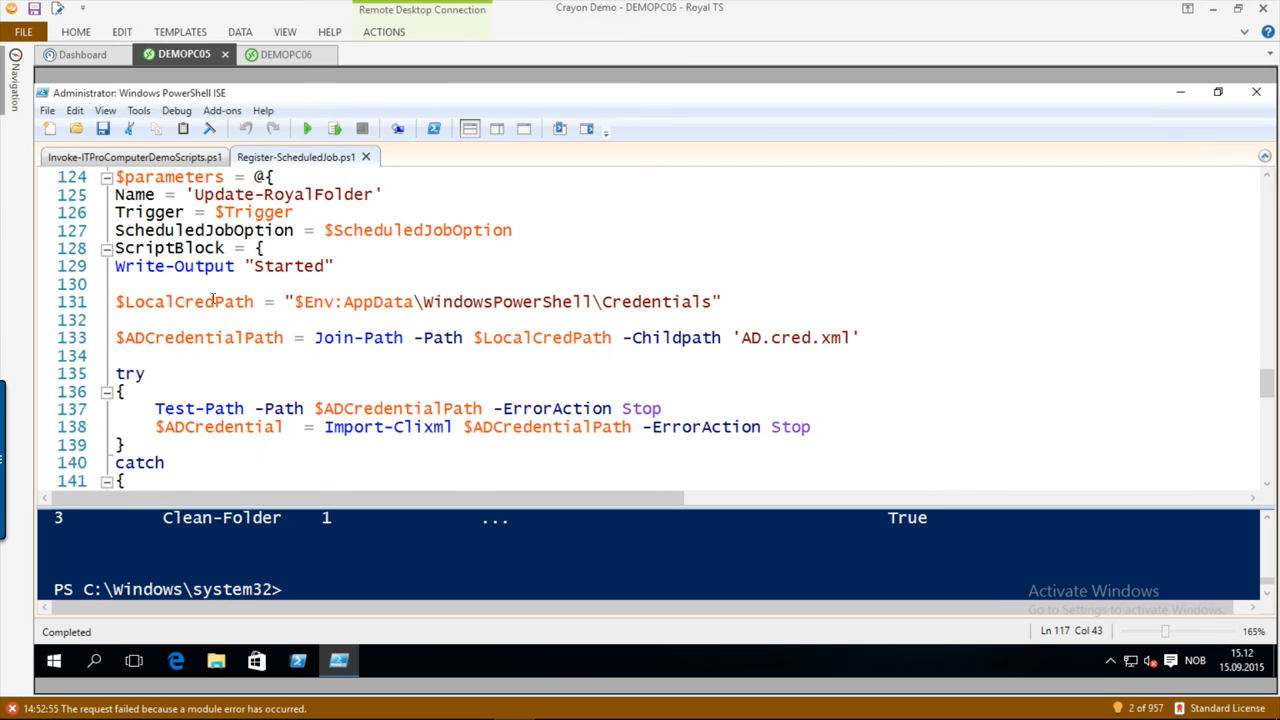 Remote Desktop Connection
Crayon Demo - DEMOPC05 - Royal TS
FILE HOME EDIT TEMPLATES DATA VIEW HELP ACTIONS
Dashboard DEMOPC05 DEMOPC06
Navigation
Administrator: Windows PowerShell ISE
File Edit View Tools Debug Add-ons Help
Invoke-ITProComputerDemoScripts.ps1 Register-ScheduledJob.ps1
124 $parameters = @{
125 Name = 'Update-RoyalFolder'
126 Trigger = $Trigger
127 ScheduledJobOption = $ScheduledJobOption
128 ScriptBlock = {
129 Write-Output "Started"
130
131 $LocalCredPath = "$Env:AppData\WindowsPowerShell\Credentials"
132
133 $ADCredentialPath = Join-Path -Path $LocalCredPath -Childpath 'AD.cred.xml'
134
135 try
136 {
137 Test-Path -Path $ADCredentialPath -ErrorAction Stop
138 $ADCredential = Import-Clixml $ADCredentialPath -ErrorAction Stop
139 }
140 catch
141 {
3 Clean-Folder 1 ... True
PS C:\Windows\system32>
Activate Windows
Go to Settings to activate Windows.
Completed Ln 117 Col 43 165%
NOB 15.12
15.09.2015
14:52:55 The request failed because a module error has occurred. 2 of 957 Standard License